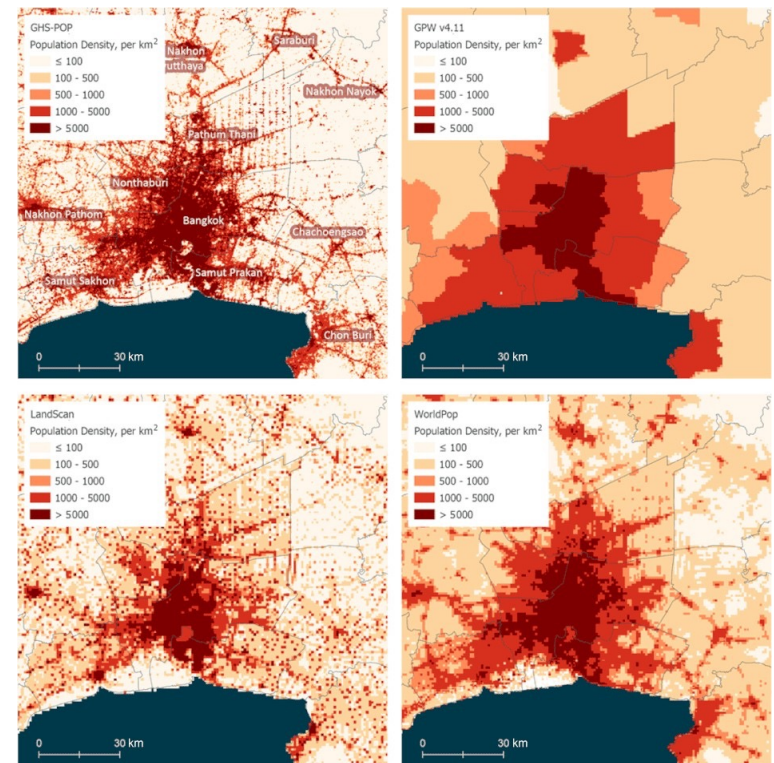 GHS-POP
Population Density, per km²
≤ 100
100 - 500
500 - 1000
1000 - 5000
> 5000
Nakhon
Saraburi
Nakhon Nayok
Pathum Thani
Nonthaburi
Nakhon Pathom
Bangkok
Chachoengsao
Samut Sakhon
Samut Prakan
Chon Buri
0 30 km
GPW v4.11
Population Density, per km²
≤ 100
100 - 500
500 - 1000
1000 - 5000
> 5000
0 30 km
LandScan
Population Density, per km²
≤ 100
100 - 500
500 - 1000
1000 - 5000
> 5000
0 30 km
WorldPop
Population Density, per km²
≤ 100
100 - 500
500 - 1000
1000 - 5000
> 5000
0 30 km